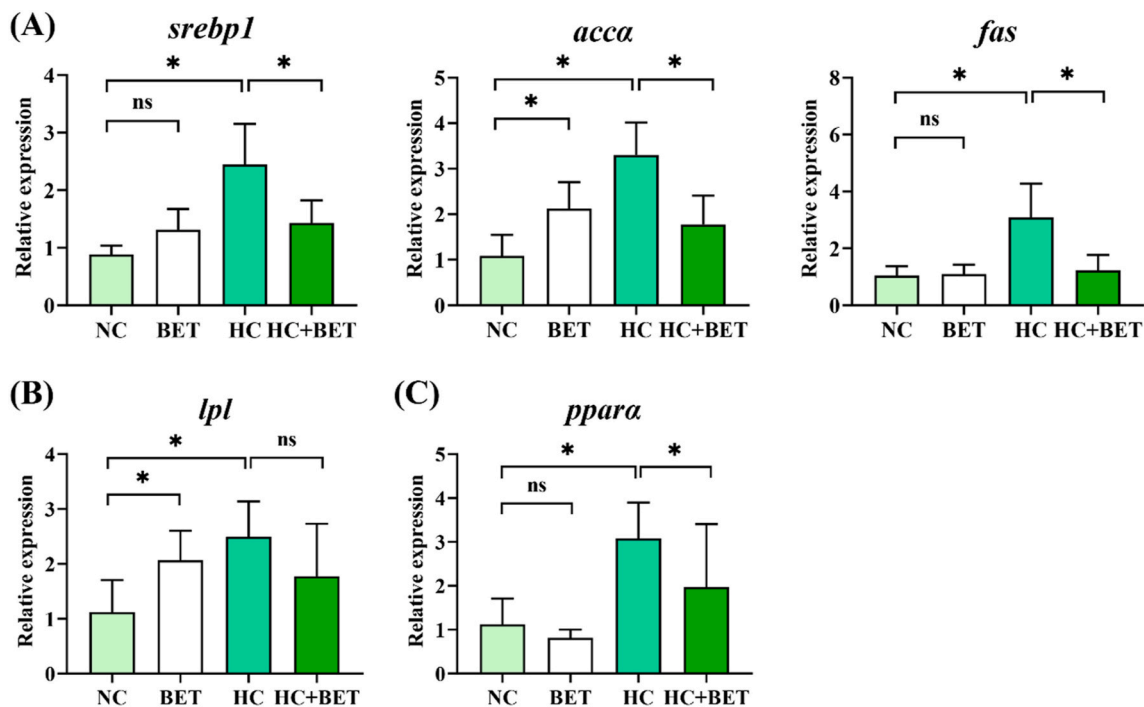 (A)
srebp1
Relative expression
4
3
2
1
0
*
*
ns
NC BET HC HC+BET
accα
Relative expression
5
4
3
2
1
0
*
*
*
NC BET HC HC+BET
fas
Relative expression
8
6
4
2
0
*
*
ns
NC BET HC HC+BET
(B)
lpl
Relative expression
4
3
2
1
0
*
ns
*
NC BET HC HC+BET
(C)
pparα
Relative expression
5
4
3
2
1
0
*
*
ns
NC BET HC HC+BET